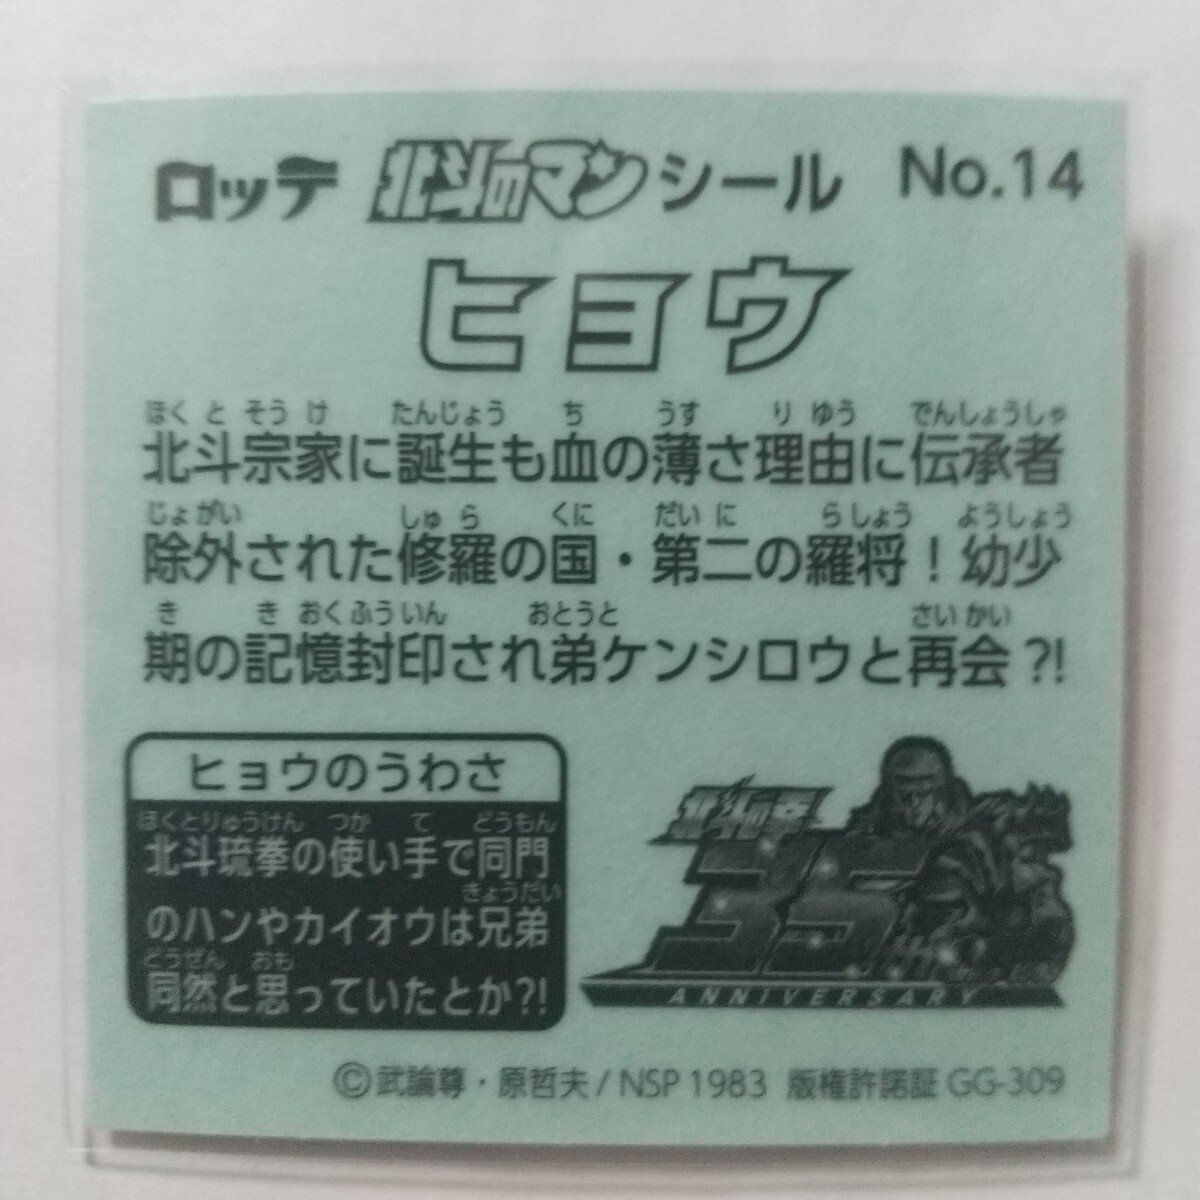 ロッテ 北斗のマンシール No.14
ヒョウ
ほくとそうけ たんじょう ち うす りゆう でんしょうしゃ
北斗宗家に誕生も血の薄さ理由に伝承者
じょがい しゅら くに だいに らしょう ようしょう
除外された修羅の国・第二の羅将！幼少
き きおくふういん おとうと さいかい
期の記憶封印され弟ケンシロウと再会?!
ヒョウのうわさ
ほくとりゅうけん つか て どうもん
北斗琉拳の使い手で同門
きょうだい
のハンやカイオウは兄弟
どうぜん おも
同然と思っていたとか?!
北斗の拳
35th
ANNIVERSARY
©武論尊・原哲夫/NSP 1983 版権許諾証GG-309